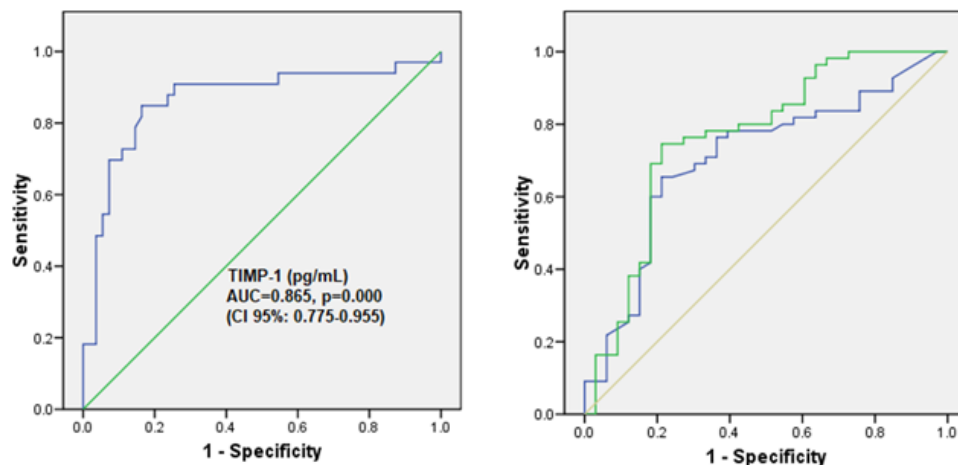 1.0
0.8
0.6
0.4
0.2
0.0
Sensitivity
TIMP-1 (pg/mL)
AUC=0.865, p=0.000
(CI 95%: 0.775-0.955)
0.0 0.2 0.4 0.6 0.8 1.0
1 - Specificity
1.0
0.8
0.6
0.4
0.2
0.0
Sensitivity
0.0 0.2 0.4 0.6 0.8 1.0
1 - Specificity